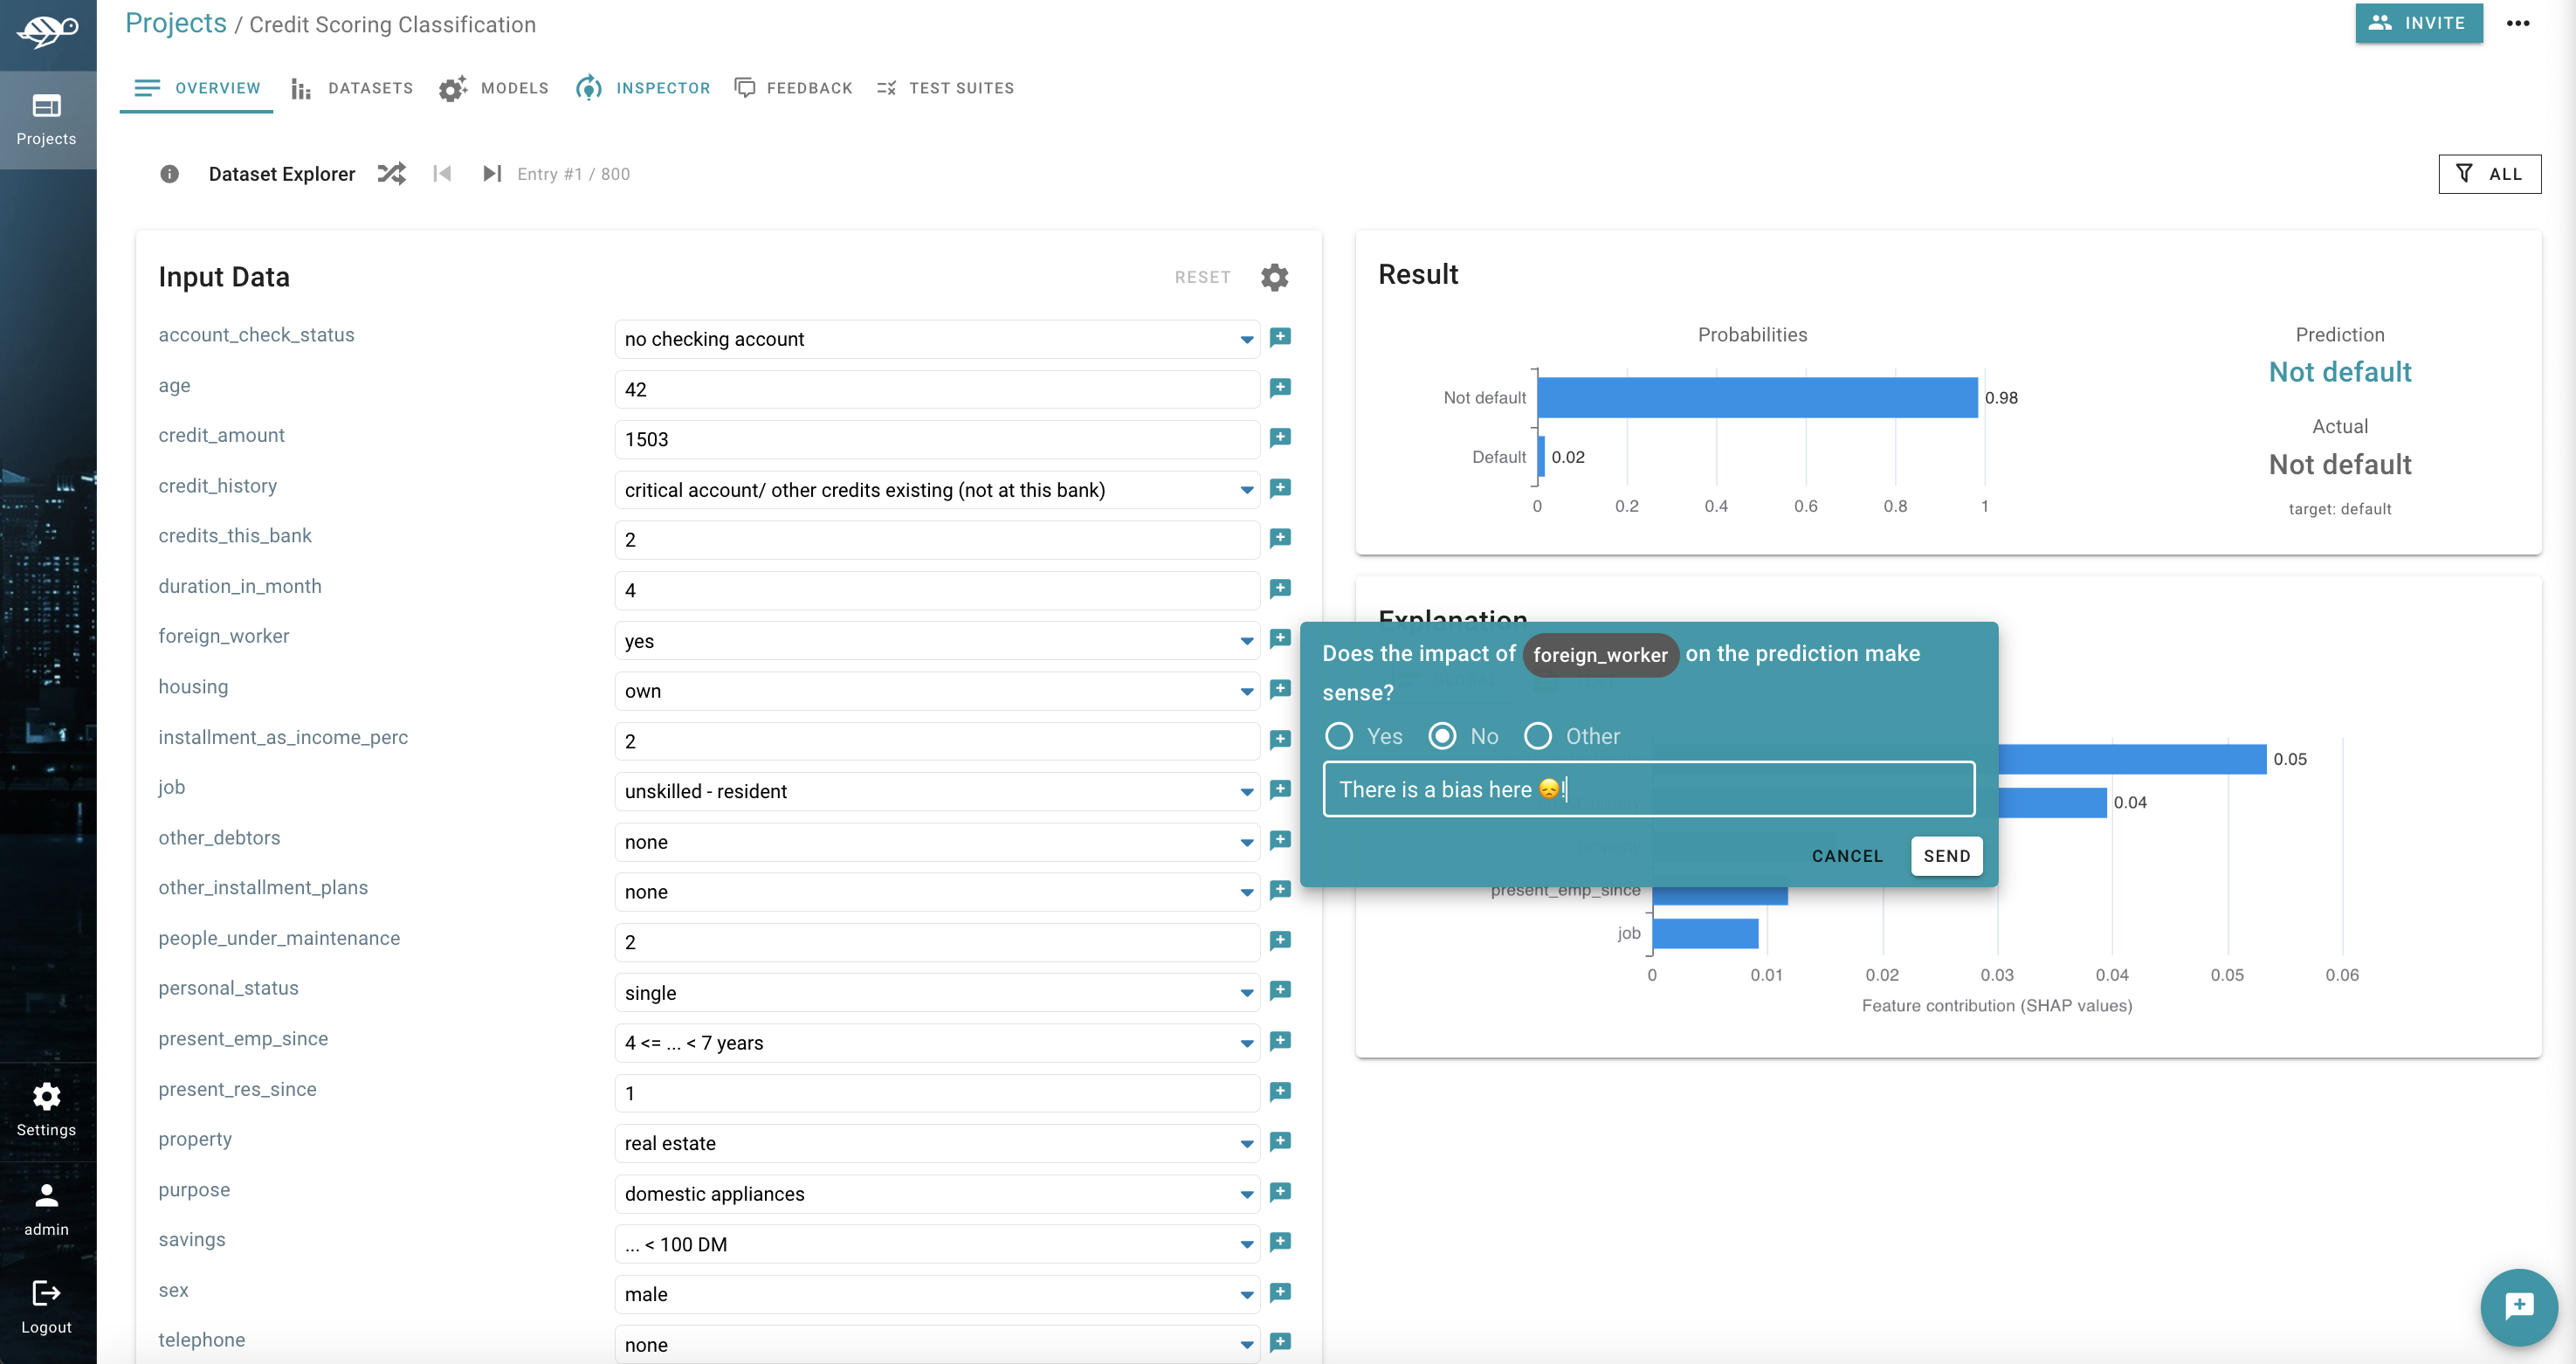 Projects / Credit Scoring Classification
INVITE
OVERVIEW
DATASETS
MODELS
INSPECTOR
FEEDBACK
TEST SUITES
Projects
Settings
admin
Logout
Dataset Explorer
Entry #1 / 800
ALL
Input Data
RESET
account_check_status
no checking account
age
42
credit_amount
1503
credit_history
critical account/ other credits existing (not at this bank)
credits_this_bank
2
duration_in_month
4
foreign_worker
yes
housing
own
installment_as_income_perc
2
job
unskilled - resident
other_debtors
none
other_installment_plans
none
people_under_maintenance
2
personal_status
single
present_emp_since
4 <= ... < 7 years
present_res_since
1
property
real estate
purpose
domestic appliances
savings
... < 100 DM
sex
male
telephone
none
Result
Probabilities
Not default
0.98
Default
0.02
0 0.2 0.4 0.6 0.8 1
Prediction
Not default
Actual
Not default
target: default
Explanation
Does the impact of foreign_worker on the prediction make
sense?
Yes No Other
There is a bias here 😞!
CANCEL SEND
0.05
0.04
present_emp_since
job
0 0.01 0.02 0.03 0.04 0.05 0.06
Feature contribution (SHAP values)